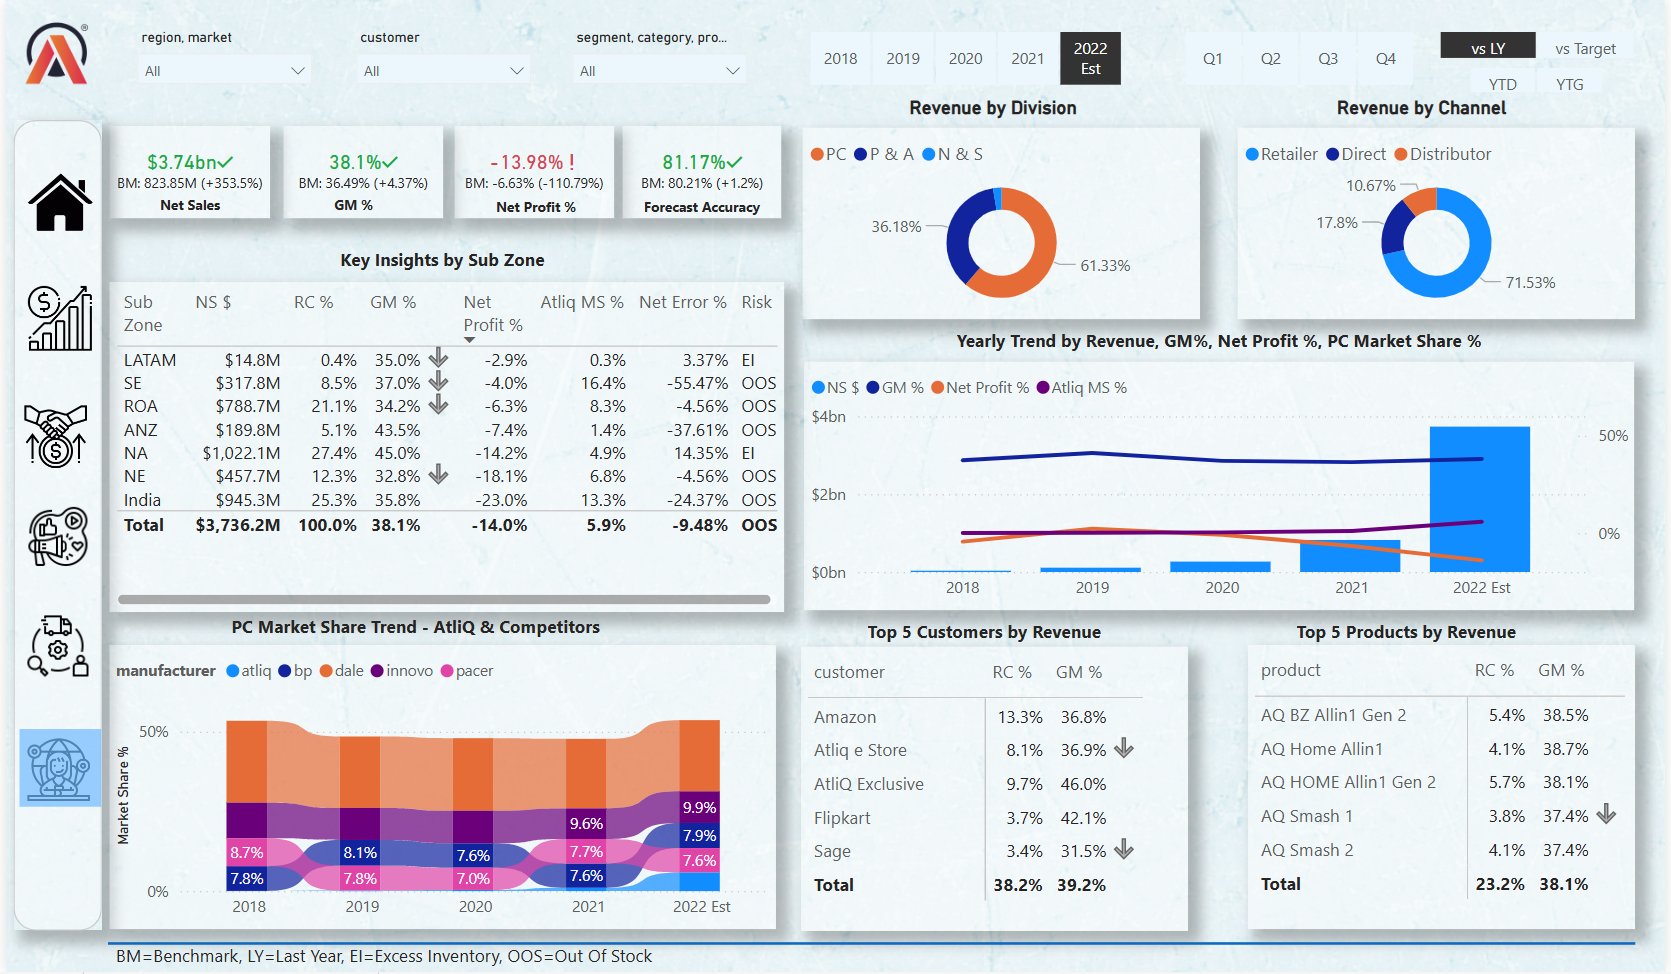 region, market
customer
segment, category, pro...
All
All
All
2018
2019
2020
2021
2022
Est
Q1
Q2
Q3
Q4
vs LY
vs Target
YTD
YTG
$3.74bn
BM: 823.85M (+353.5%)
Net Sales
38.1%
BM: 36.49% (+4.37%)
GM %
-13.98% !
BM: -6.63% (-110.79%)
Net Profit %
81.17%
BM: 80.21% (+1.2%)
Forecast Accuracy
Revenue by Division
PC P & A N & S
36.18%
61.33%
Revenue by Channel
Retailer Direct Distributor
10.67%
17.8%
71.53%
Key Insights by Sub Zone
Sub Zone NS $ RC % GM % Net Profit % Atliq MS % Net Error % Risk
LATAM $14.8M 0.4% 35.0% -2.9% 0.3% 3.37% EI
SE $317.8M 8.5% 37.0% -4.0% 16.4% -55.47% OOS
ROA $788.7M 21.1% 34.2% -6.3% 8.3% -4.56% OOS
ANZ $189.8M 5.1% 43.5% -7.4% 1.4% -37.61% OOS
NA $1,022.1M 27.4% 45.0% -14.2% 4.9% 14.35% EI
NE $457.7M 12.3% 32.8% -18.1% 6.8% -4.56% OOS
India $945.3M 25.3% 35.8% -23.0% 13.3% -24.37% OOS
Total $3,736.2M 100.0% 38.1% -14.0% 5.9% -9.48% OOS
Yearly Trend by Revenue, GM%, Net Profit %, PC Market Share %
NS $ GM % Net Profit % Atliq MS %
$4bn
$2bn
$0bn
50%
0%
2018 2019 2020 2021 2022 Est
PC Market Share Trend - AtliQ & Competitors
manufacturer atliq bp dale innovo pacer
Market Share %
50%
0%
8.7%
7.8%
8.1%
7.8%
7.6%
7.0%
9.6%
7.7%
7.6%
9.9%
7.9%
7.6%
2018 2019 2020 2021 2022 Est
Top 5 Customers by Revenue
customer RC % GM %
Amazon 13.3% 36.8%
Atliq e Store 8.1% 36.9%
AtliQ Exclusive 9.7% 46.0%
Flipkart 3.7% 42.1%
Sage 3.4% 31.5%
Total 38.2% 39.2%
Top 5 Products by Revenue
product RC % GM %
AQ BZ Allin1 Gen 2 5.4% 38.5%
AQ Home Allin1 4.1% 38.7%
AQ HOME Allin1 Gen 2 5.7% 38.1%
AQ Smash 1 3.8% 37.4%
AQ Smash 2 4.1% 37.4%
Total 23.2% 38.1%
BM=Benchmark, LY=Last Year, EI=Excess Inventory, OOS=Out Of Stock